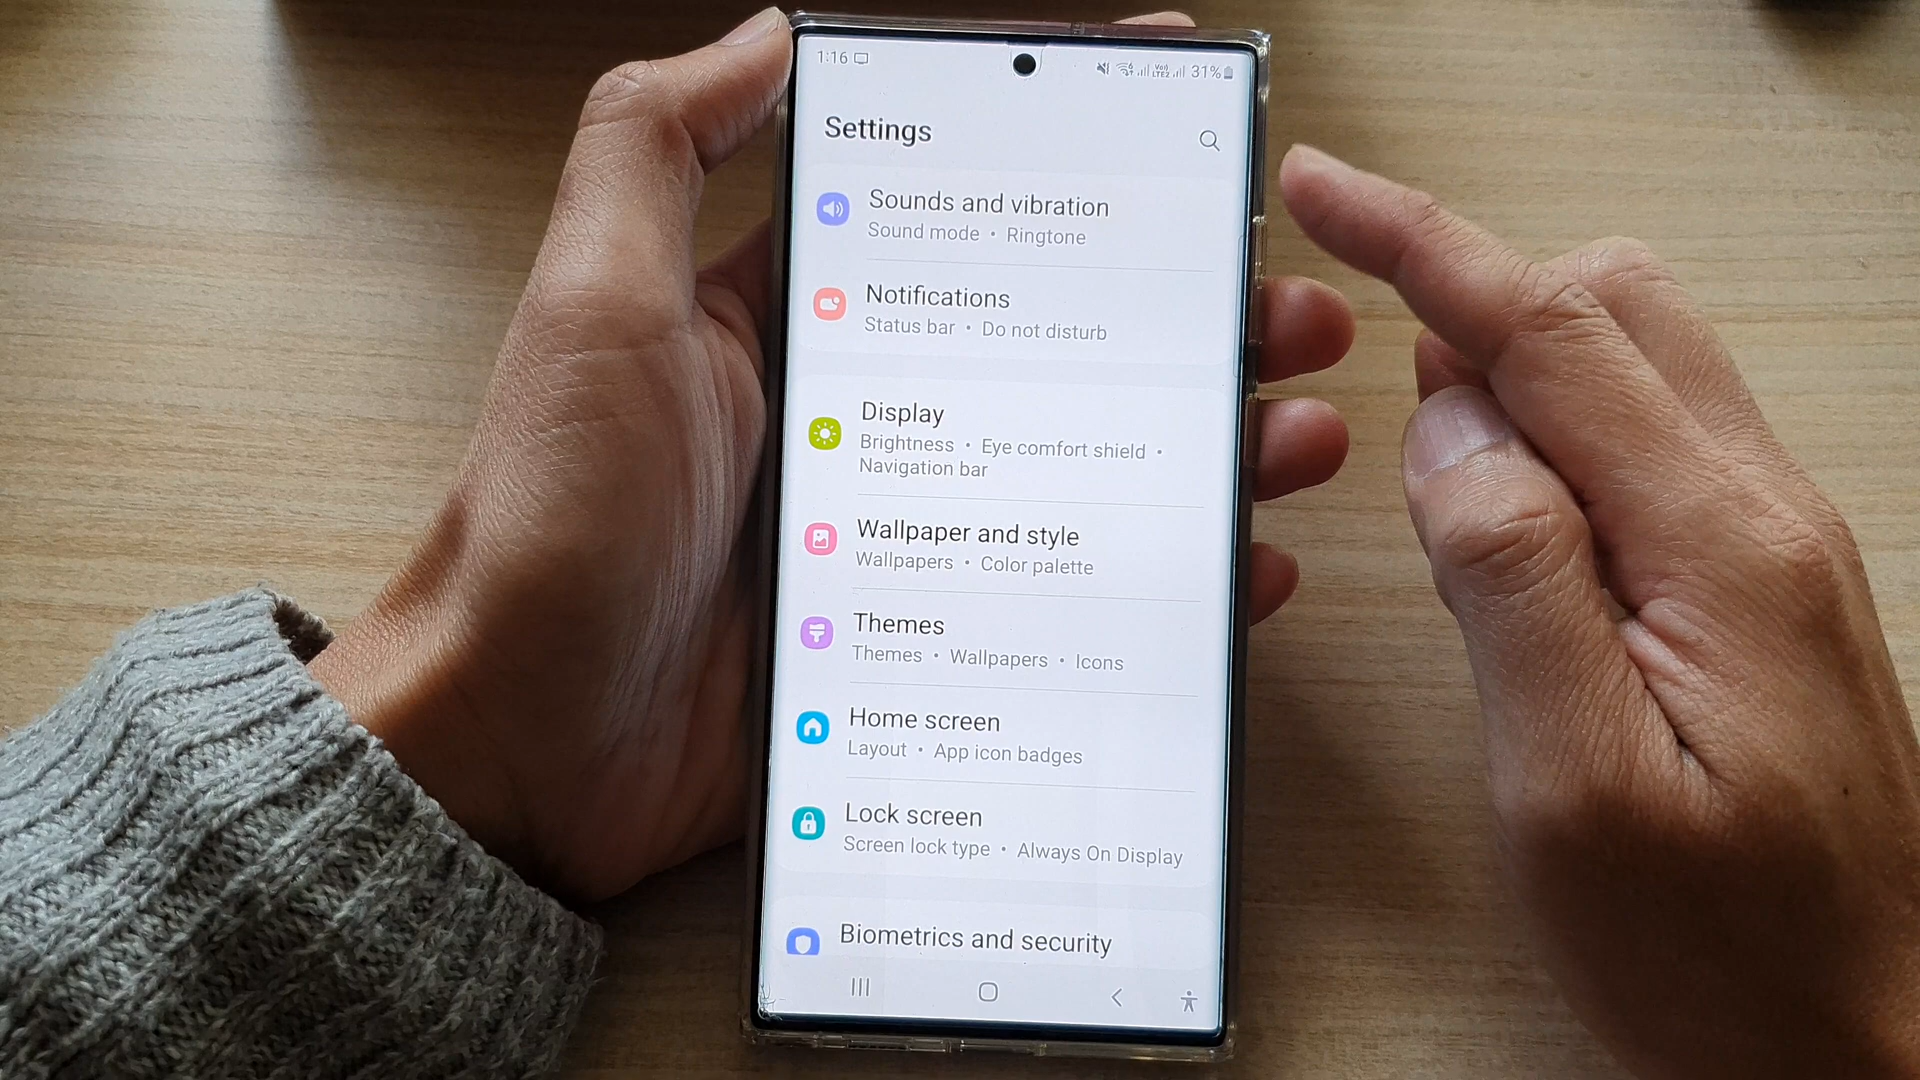 1:16
31%
Settings
Sounds and vibration
Sound mode • Ringtone
Notifications
Status bar • Do not disturb
Display
Brightness • Eye comfort shield •
Navigation bar
Wallpaper and style
Wallpapers • Color palette
Themes
Themes • Wallpapers • Icons
Home screen
Layout • App icon badges
Lock screen
Screen lock type • Always On Display
Biometrics and security